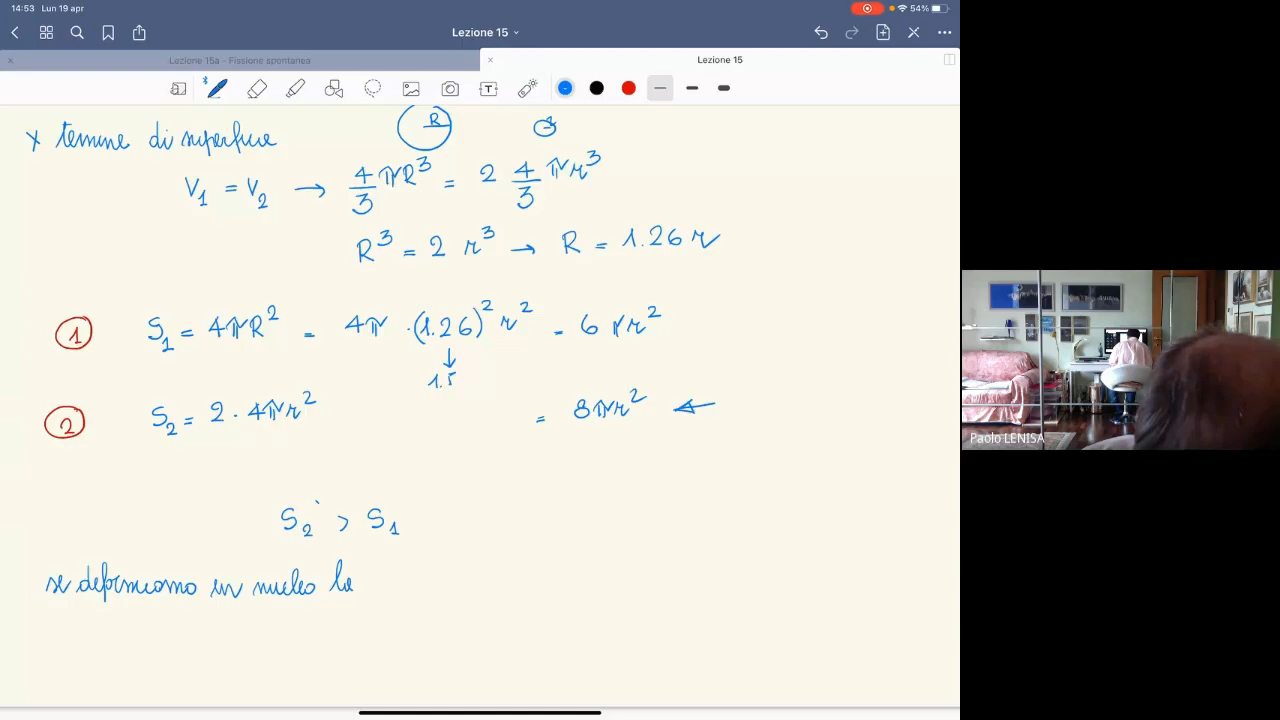 14:53 Lun 19 apr
54%
Lezione 15
Lezione 15a - Fissione spontanea
Lezione 15
x termine di superficie
R
r
V₁ = V₂ → 4/3 πR³ = 2 4/3 πr³
R³ = 2 r³ → R = 1.26 r
① S₁ = 4πR² = 4π · (1.26)² r² = 6 πr²
↓
1.5
② S₂ = 2 · 4πr² = 8πr² ←
S₂ > S₁
se deformiamo un nucleo la
Paolo LENISA